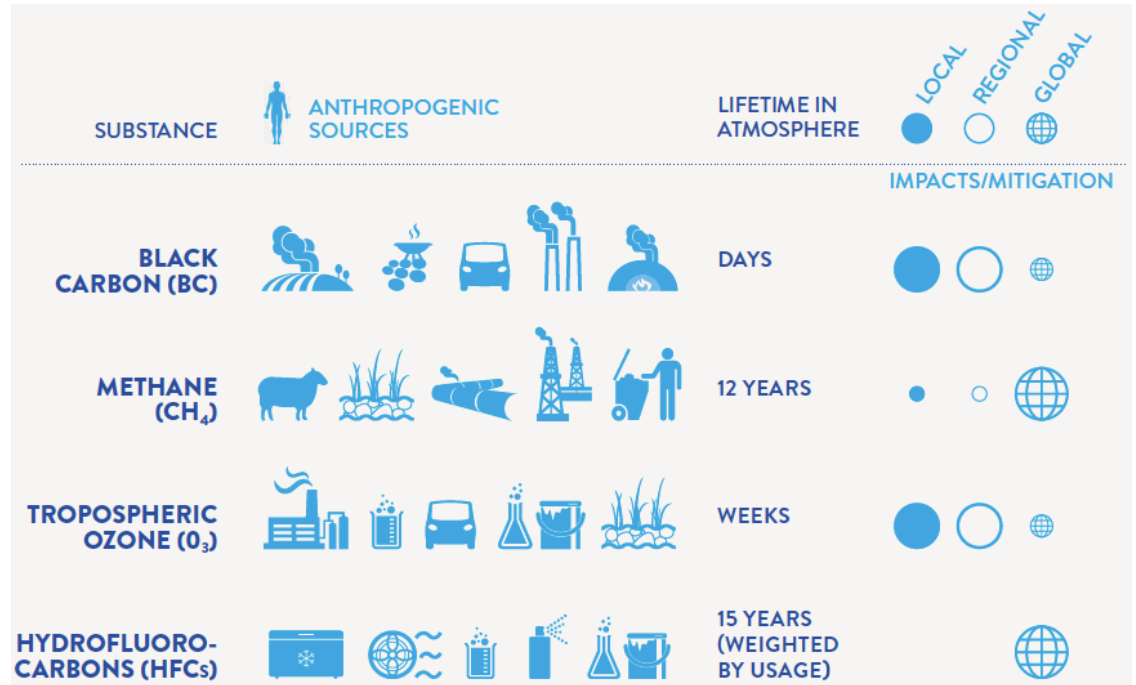 SUBSTANCE
ANTHROPOGENIC
SOURCES
LIFETIME IN
ATMOSPHERE
LOCAL
REGIONAL
GLOBAL
IMPACTS/MITIGATION
BLACK
CARBON (BC)
DAYS
METHANE
(CH₄)
12 YEARS
TROPOSPHERIC
OZONE (0₃)
WEEKS
HYDROFLUORO-
CARBONS (HFCs)
15 YEARS
(WEIGHTED
BY USAGE)